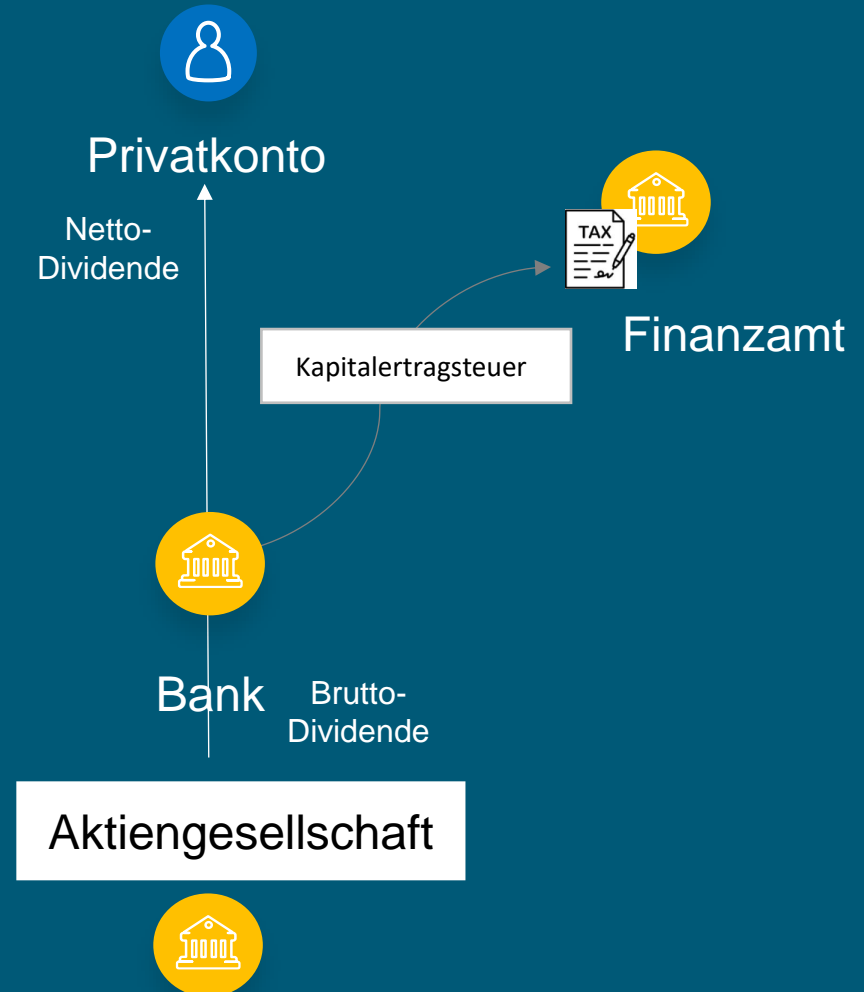 Privatkonto
Netto-
Dividende
TAX
Finanzamt
Kapitalertragsteuer
Bank
Brutto-
Dividende
Aktiengesellschaft